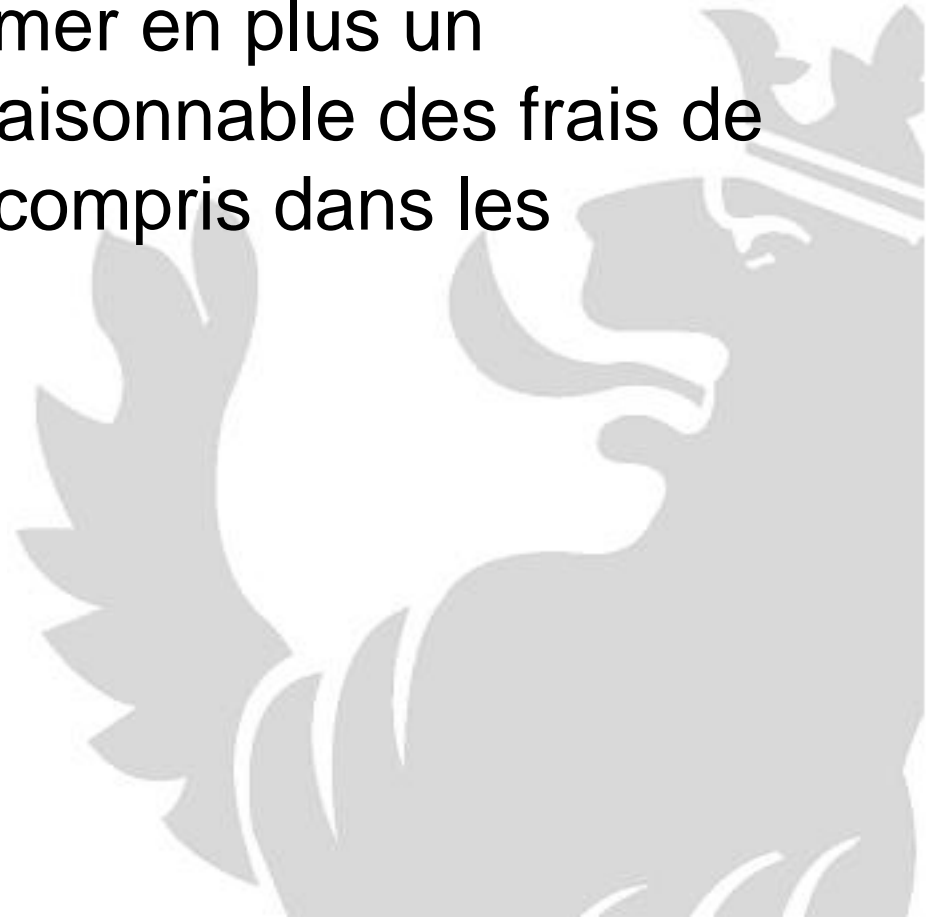 mer en plus un
aisonnable des frais de
compris dans les